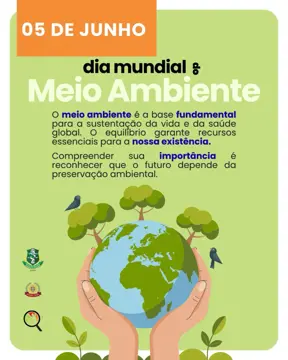 05 DE JUNHO
dia mundial do
Meio Ambiente
O meio ambiente é a base fundamental
para a sustentação da vida e da saúde
global. O equilíbrio garante recursos
essenciais para a nossa existência.
Compreender sua importância é
reconhecer que o futuro depende da
preservação ambiental.